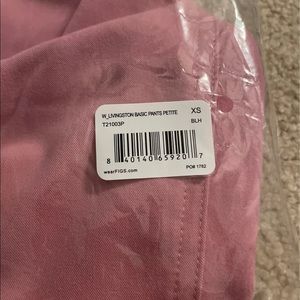 W_LIVINGSTON BASIC PANTS PETITE XS
T21003P BLH
8 40140 65920 7
wearFIGS.com PO# 1782